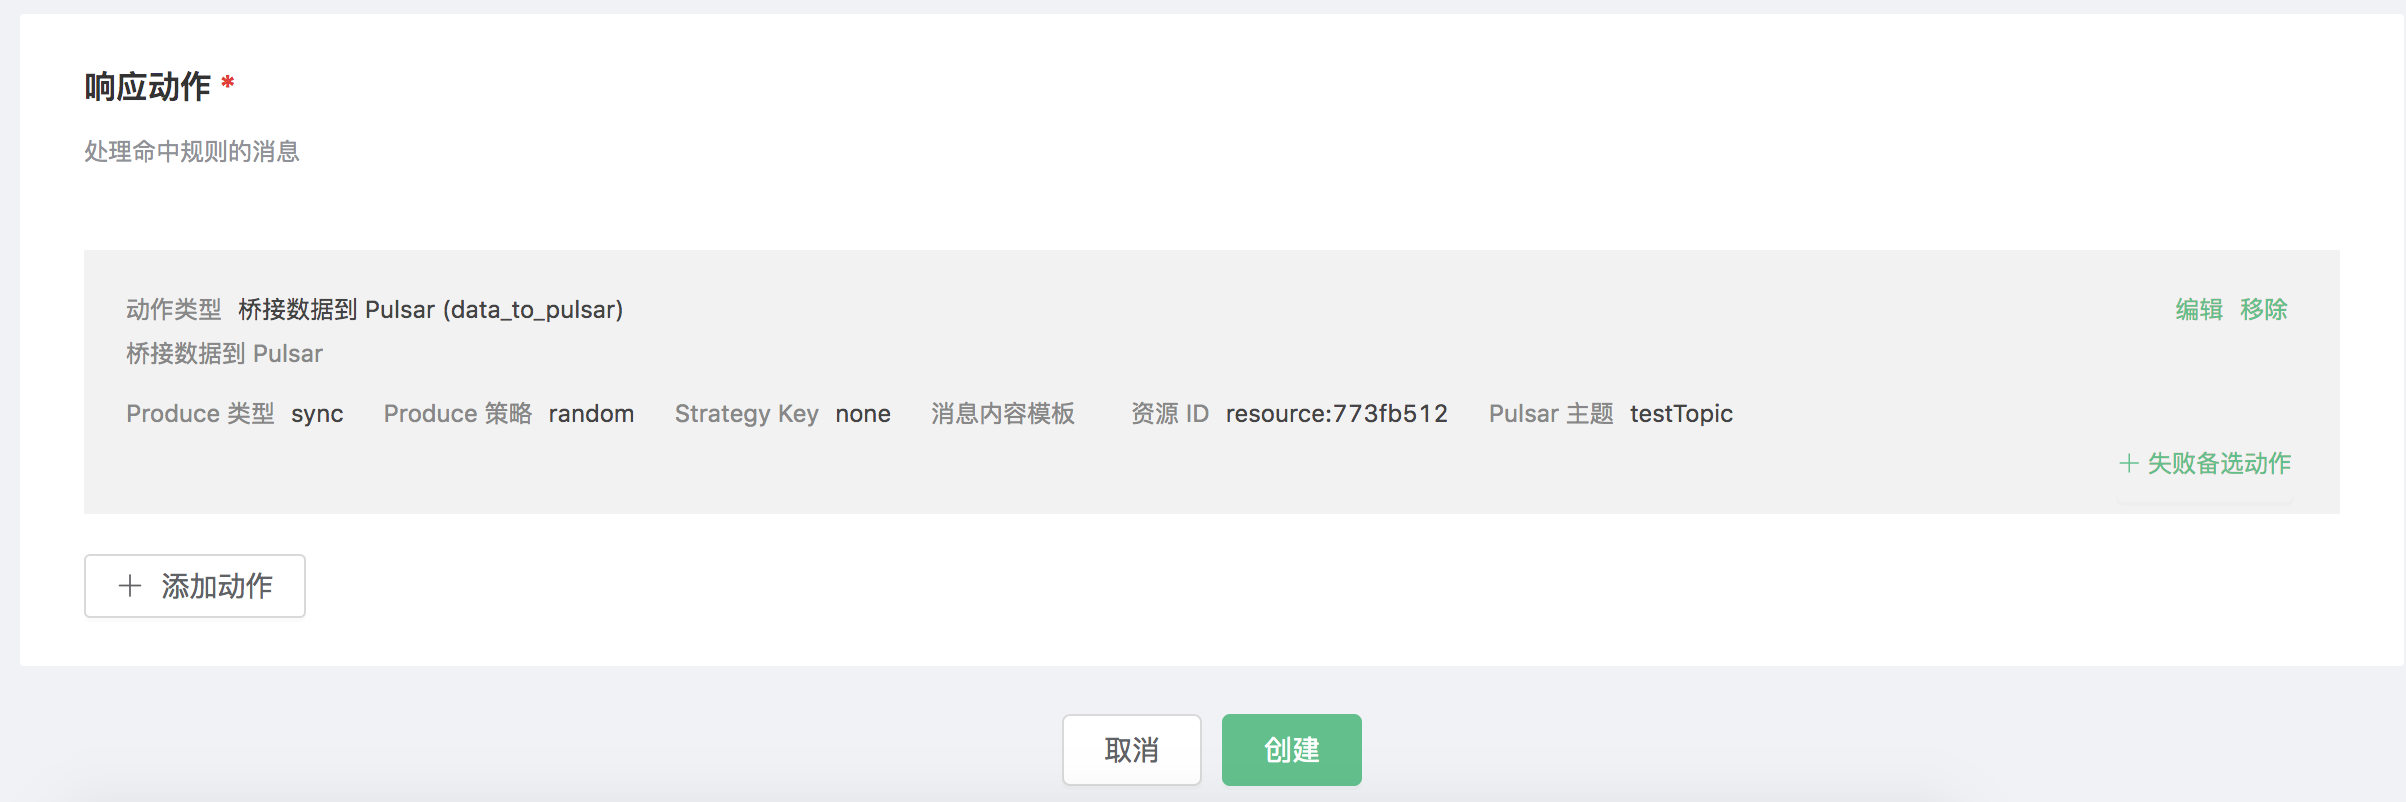 响应动作 *
处理命中规则的消息
动作类型 桥接数据到 Pulsar (data_to_pulsar) 编辑 移除
桥接数据到 Pulsar
Produce 类型 sync Produce 策略 random Strategy Key none 消息内容模板 资源 ID resource:773fb512 Pulsar 主题 testTopic
+ 失败备选动作
+ 添加动作
取消 创建